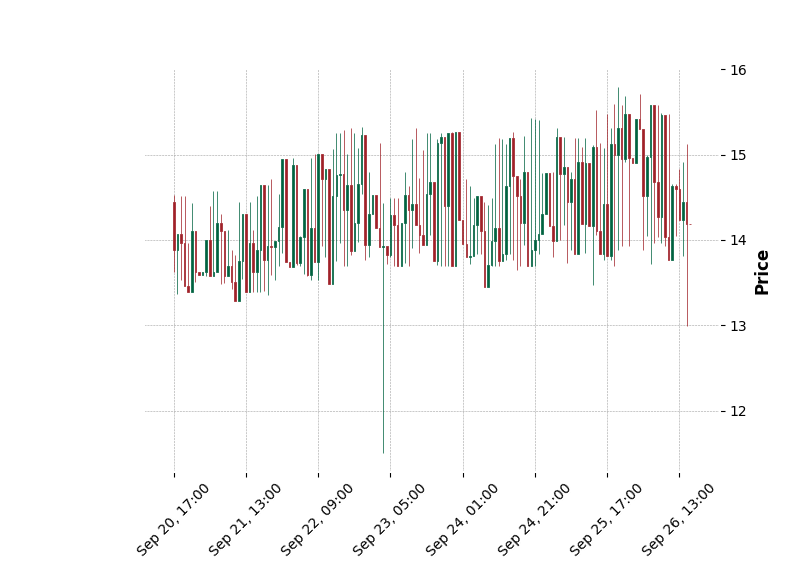 16
15
14
13
12
Price
Sep 20, 17:00
Sep 21, 13:00
Sep 22, 09:00
Sep 23, 05:00
Sep 24, 01:00
Sep 24, 21:00
Sep 25, 17:00
Sep 26, 13:00